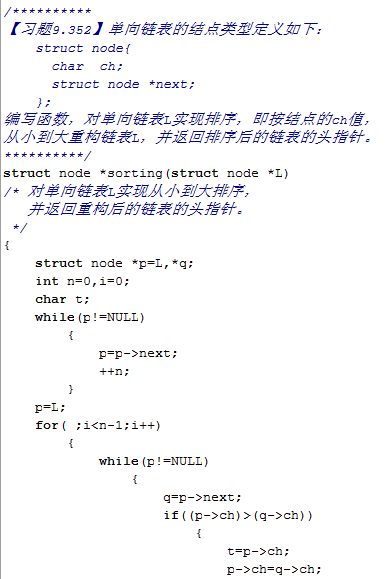 /**********
【习题9.352】单向链表的结点类型定义如下：
    struct node{
      char  ch;
      struct node *next;
    };
编写函数，对单向链表L实现排序，即按结点的ch值，
从小到大重构链表L，并返回排序后的链表的头指针。
**********/
struct node *sorting(struct node *L)
/* 对单向链表L实现从小到大排序，
   并返回重构后的链表的头指针。
 */
{
    struct node *p=L,*q;
    int n=0,i=0;
    char t;
    while(p!=NULL)
        {
            p=p->next;
            ++n;
        }
    p=L;
    for( ;i<n-1;i++)
        {
            while(p!=NULL)
                {
                    q=p->next;
                    if((p->ch)>(q->ch))
                        {
                            t=p->ch;
                            p->ch=q->ch;